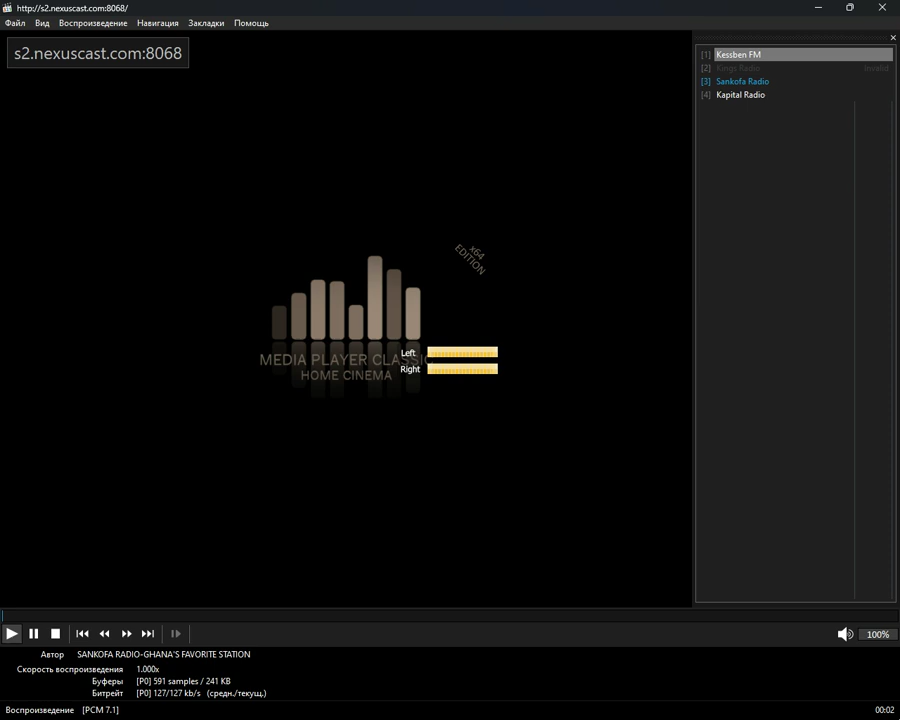 http://s2.nexuscast.com:8068/
Файл Вид Воспроизведение Навигация Закладки Помощь
s2.nexuscast.com:8068
[1] Kessben FM
[2] Kings Radio invalid
[3] Sankofa Radio
[4] Kapital Radio
x64
EDITION
MEDIA PLAYER CLASSIC
HOME CINEMA
Left
Right
100%
Автор SANKOFA RADIO-GHANA'S FAVORITE STATION
Скорость воспроизведения 1.000x
Буферы [P0] 591 samples / 241 KB
Битрейт [P0] 127/127 kb/s (средн./текущ.)
Воспроизведение [PCM 7.1] 00:02